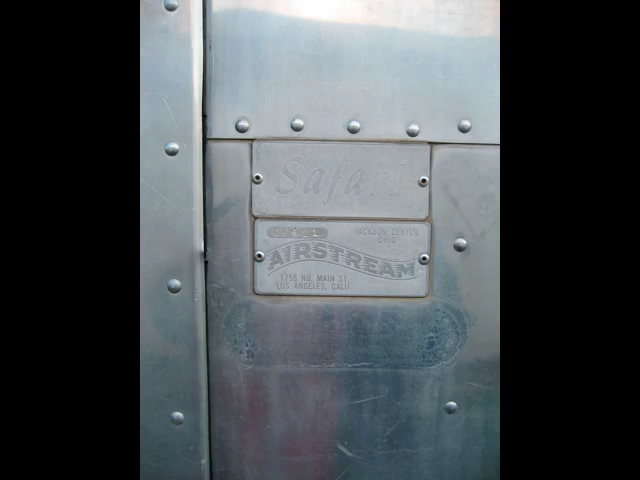 Safari
JACKSON CENTER
OHIO
AIRSTREAM
1755 NO. MAIN ST.
LOS ANGELES, CALIF.